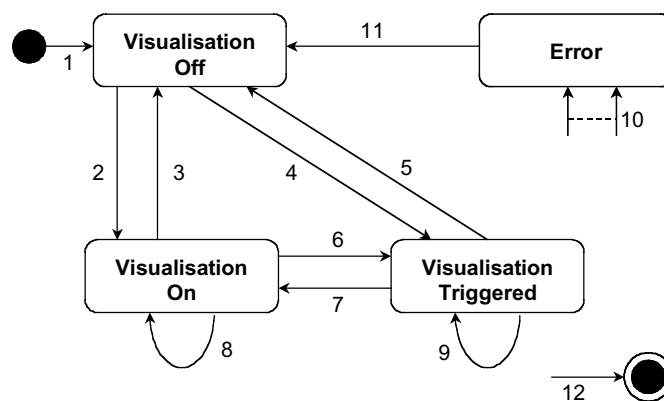 Visualisation
Off
11
Error
1
10
2
3
4
5
6
Visualisation
On
Visualisation
Triggered
7
8
9
12